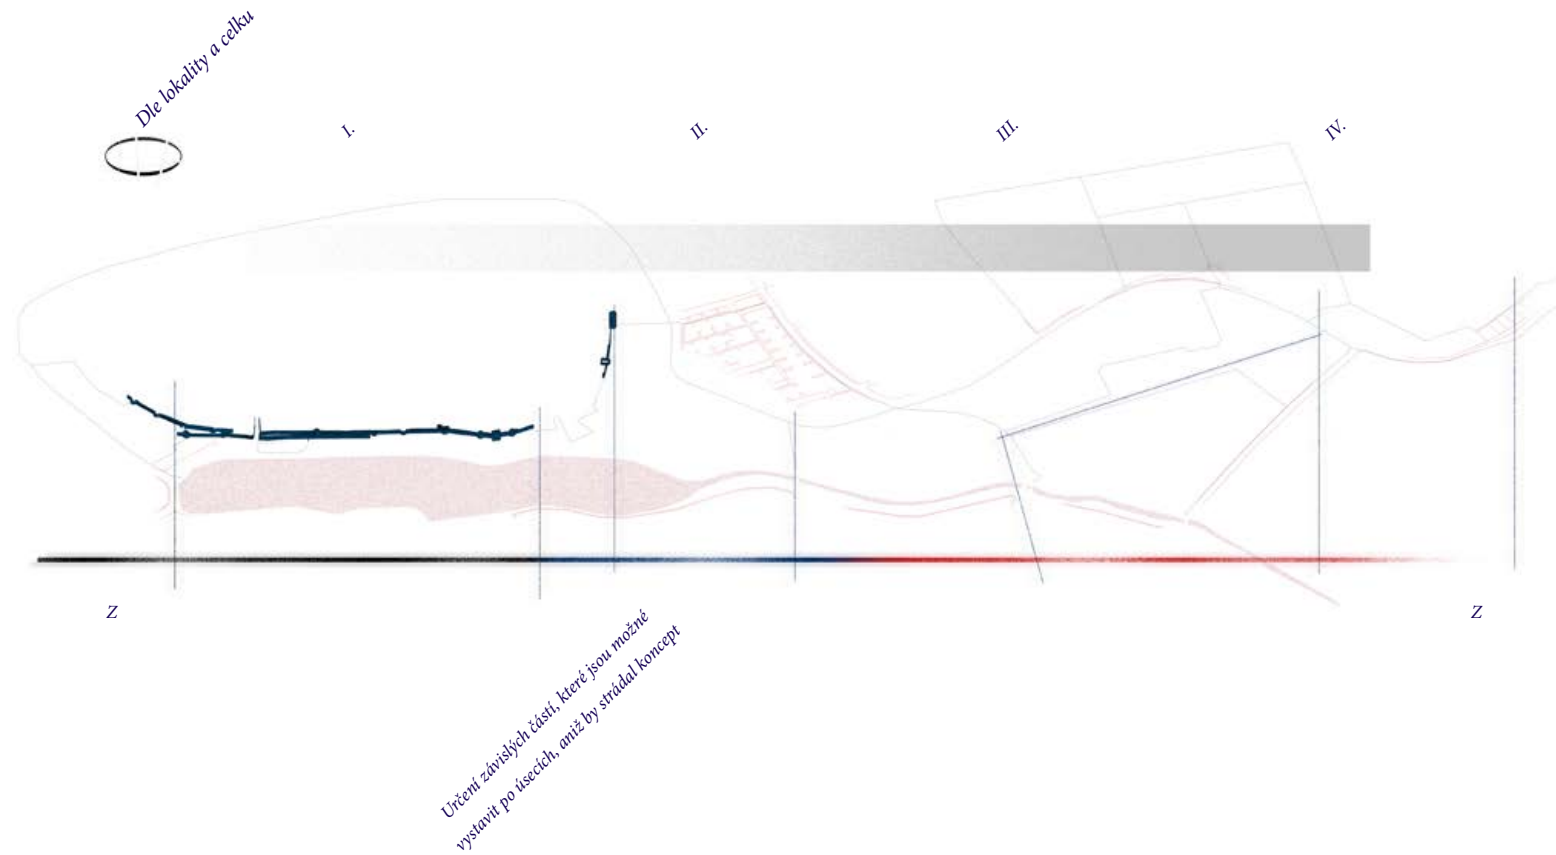 Dle lokality a celku
I.
II.
III.
IV.
Z
Z
Určení závislých částí, které jsou možné
vystavit po úsecích, aniž by strádal koncept